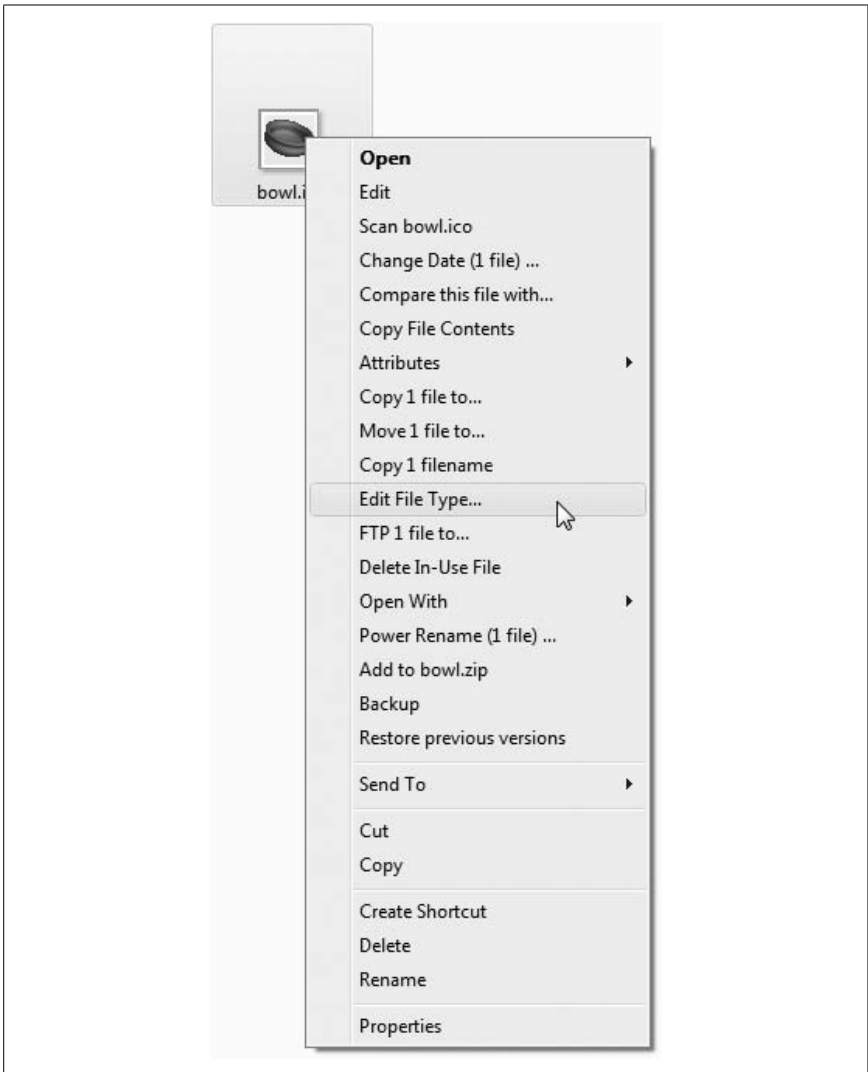 bowl.i
Open
Edit
Scan bowl.ico
Change Date (1 file) ...
Compare this file with...
Copy File Contents
Attributes
Copy 1 file to...
Move 1 file to...
Copy 1 filename
Edit File Type...
FTP 1 file to...
Delete In-Use File
Open With
Power Rename (1 file) ...
Add to bowl.zip
Backup
Restore previous versions
Send To
Cut
Copy
Create Shortcut
Delete
Rename
Properties